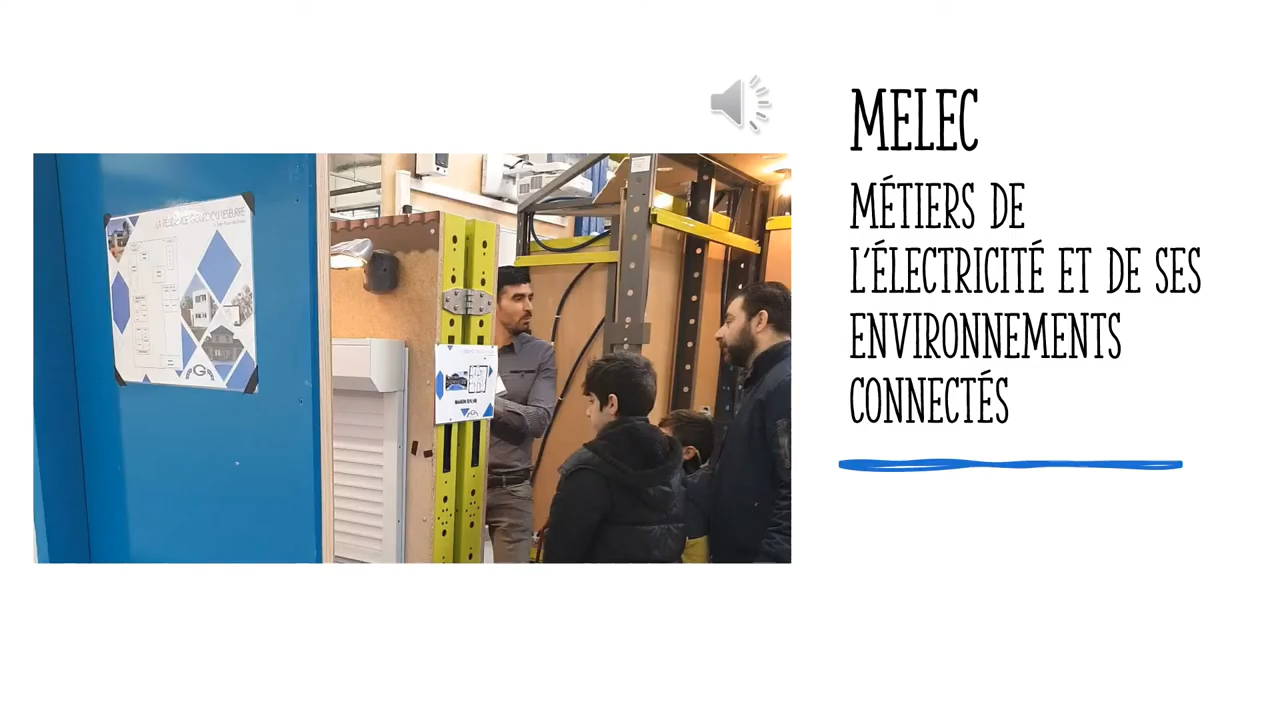 MELEC
MÉTIERS DE
L'ÉLECTRICITÉ ET DE SES
ENVIRONNEMENTS
CONNECTÉS